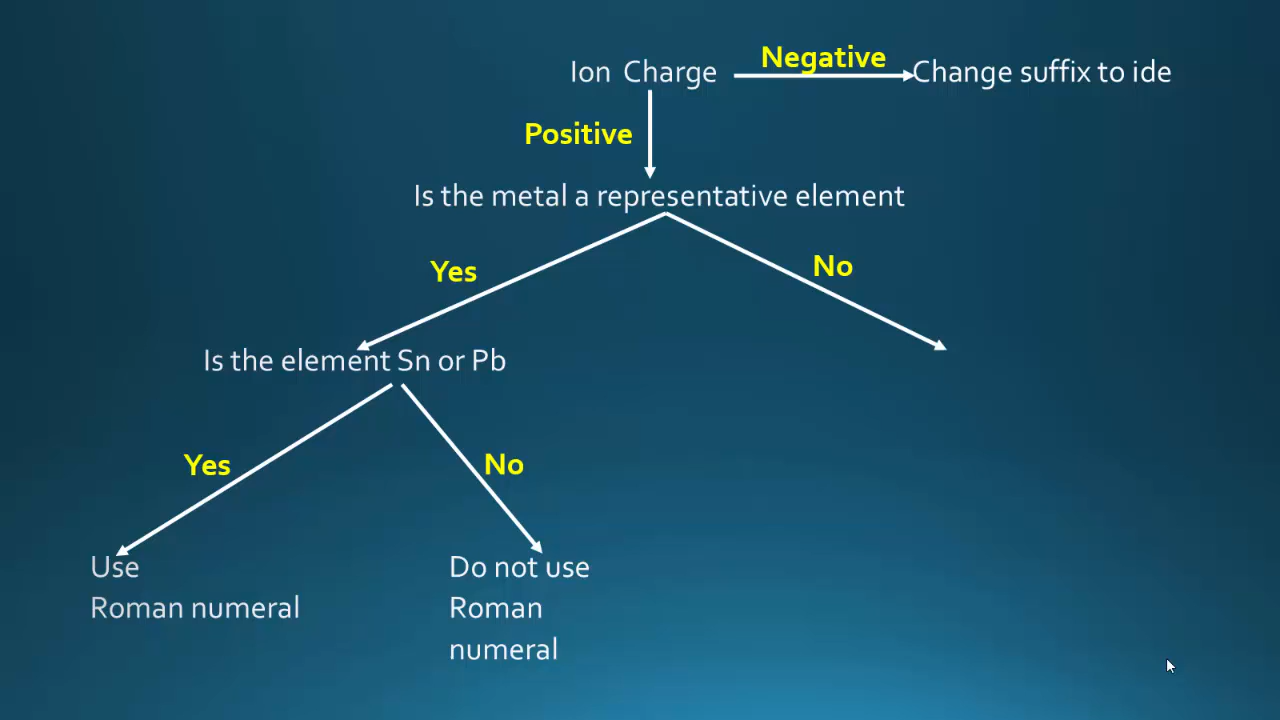 Negative
Ion Charge
Change suffix to ide
Positive
Is the metal a representative element
Yes
No
Is the element Sn or Pb
Yes
No
Use
Roman numeral
Do not use
Roman
numeral